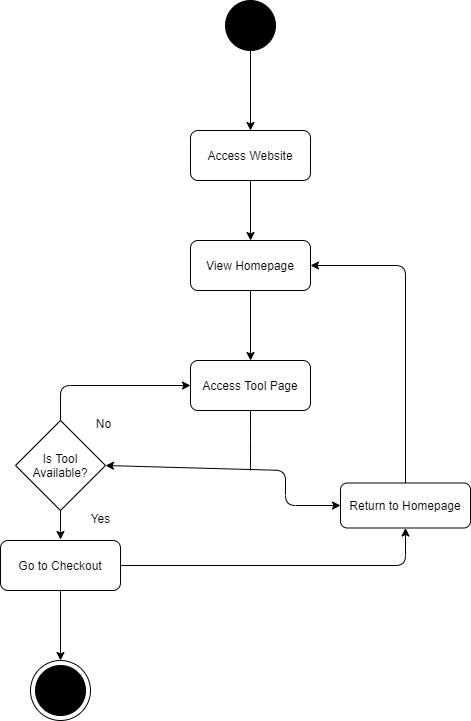 Access Website
View Homepage
Access Tool Page
No
Is Tool
Available?
Return to Homepage
Yes
Go to Checkout